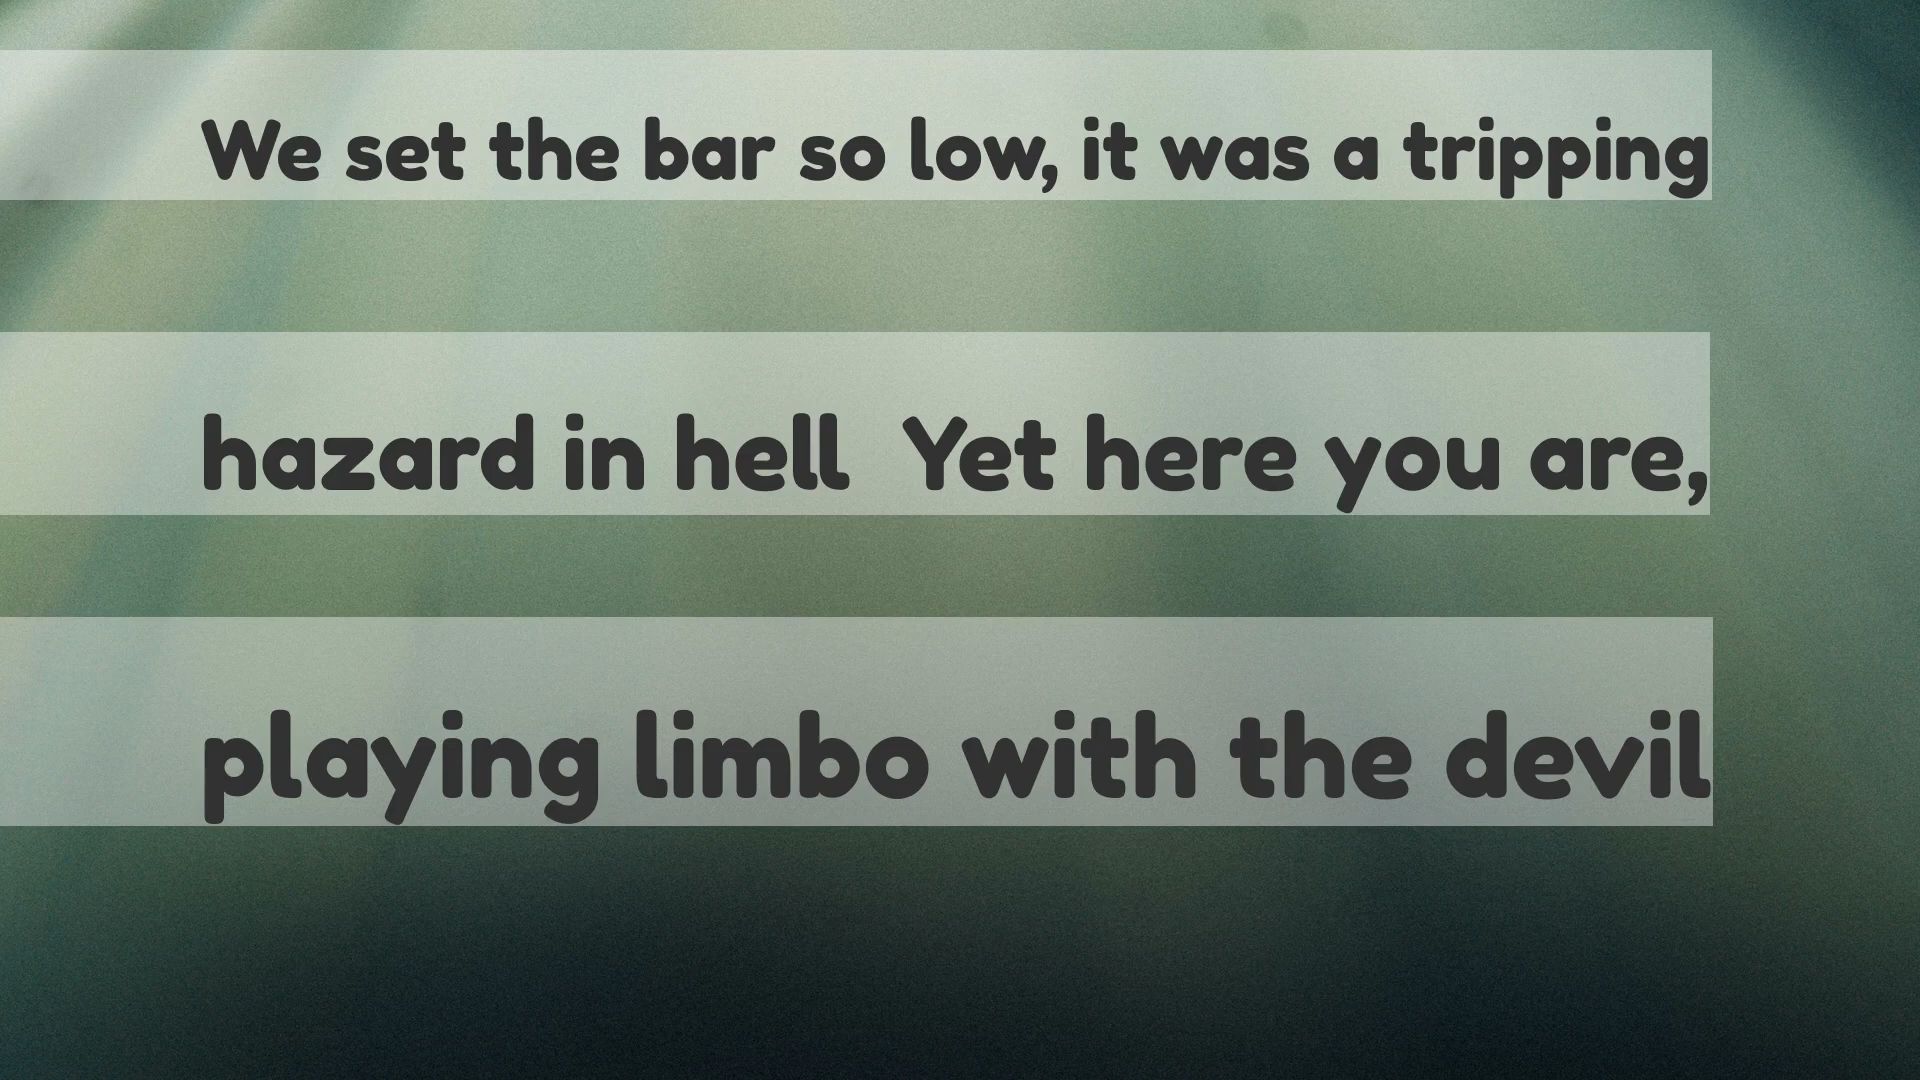 We set the bar so low, it was a tripping
hazard in hell  Yet here you are,
playing limbo with the devil